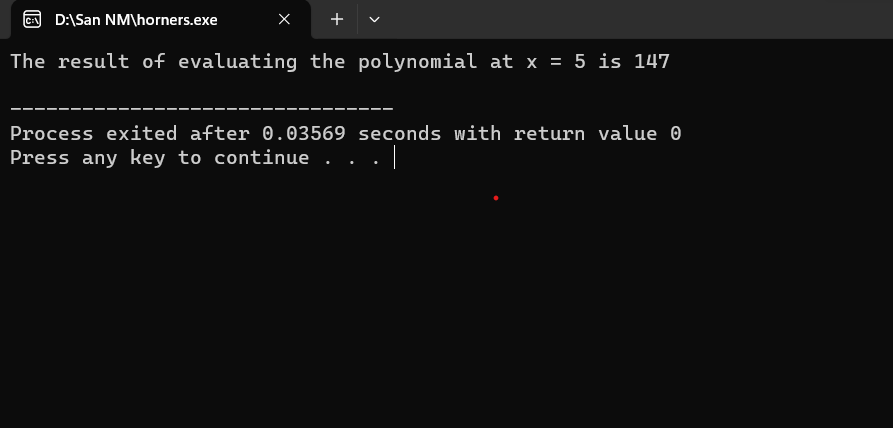 D:\San NM\horners.exe
The result of evaluating the polynomial at x = 5 is 147
--------------------------------
Process exited after 0.03569 seconds with return value 0
Press any key to continue . . .